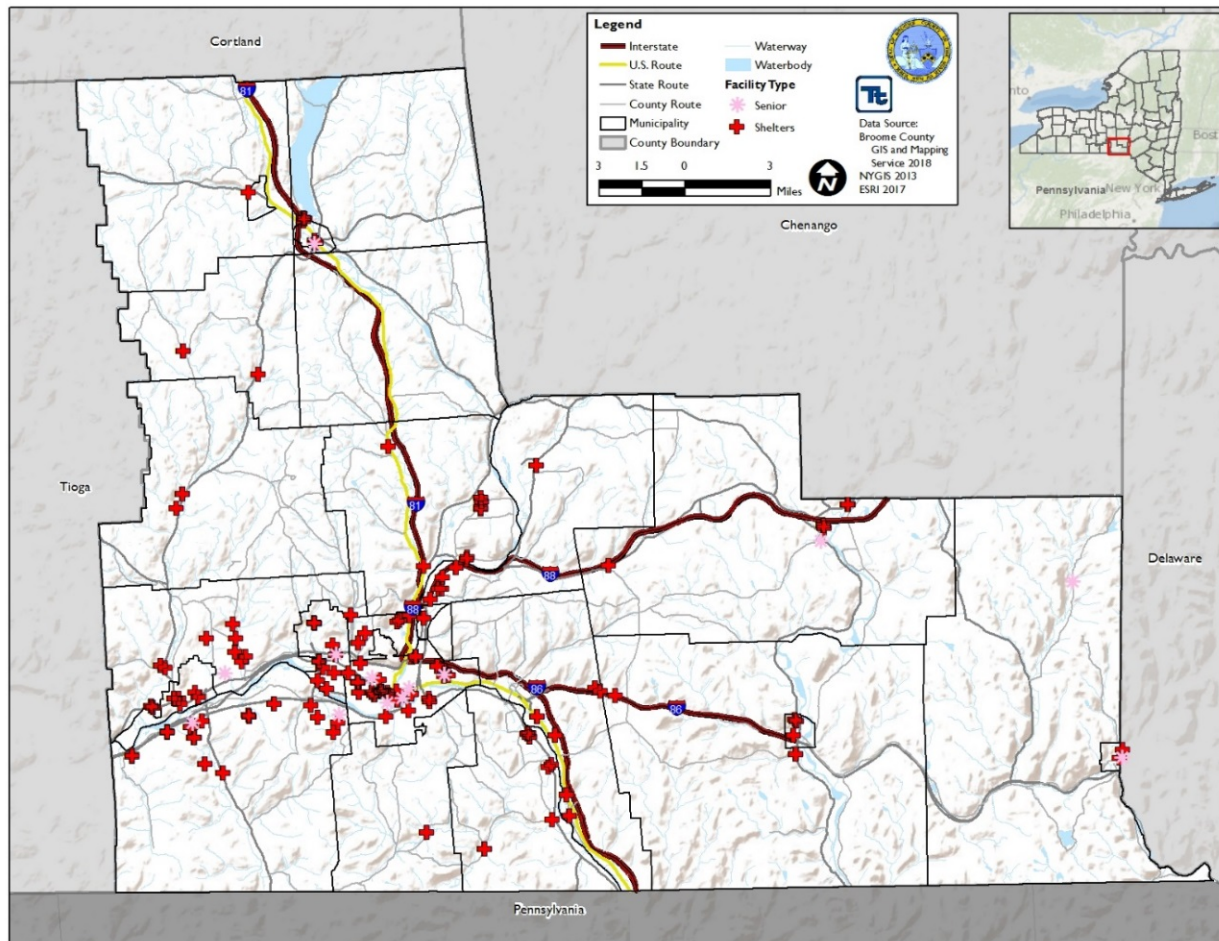 Cortland
Legend
Interstate
U.S. Route
State Route
County Route
Municipality
County Boundary
Waterway
Waterbody
Facility Type
Senior
Shelters
Tt
Data Source:
Broome County
GIS and Mapping
Service 2018
NYGIS 2013
ESRI 2017
3 1.5 0 3
Miles
N
Pennsylvania
New York
Philadelphia
Bost
Chenango
81
Tioga
81
Delaware
88
88
86
86
Pennsylvania